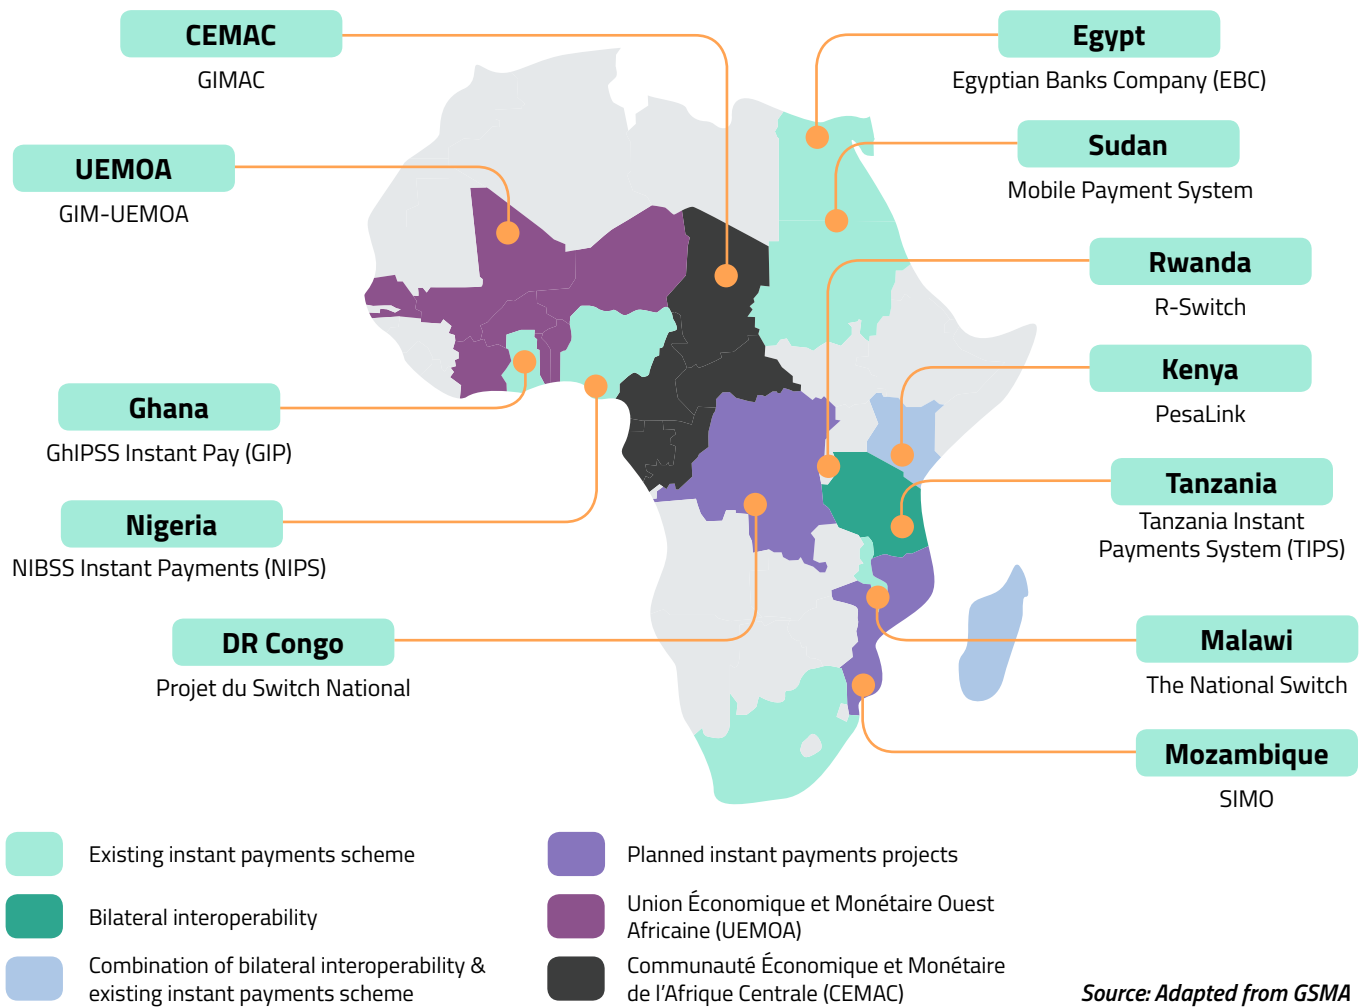 CEMAC
GIMAC
UEMOA
GIM-UEMOA
Ghana
GhIPSS Instant Pay (GIP)
Nigeria
NIBSS Instant Payments (NIPS)
DR Congo
Projet du Switch National
Egypt
Egyptian Banks Company (EBC)
Sudan
Mobile Payment System
Rwanda
R-Switch
Kenya
PesaLink
Tanzania
Tanzania Instant
Payments System (TIPS)
Malawi
The National Switch
Mozambique
SIMO
Existing instant payments scheme
Bilateral interoperability
Combination of bilateral interoperability &
existing instant payments scheme
Planned instant payments projects
Union Économique et Monétaire Ouest
Africaine (UEMOA)
Communauté Économique et Monétaire
de l'Afrique Centrale (CEMAC)
Source: Adapted from GSMA